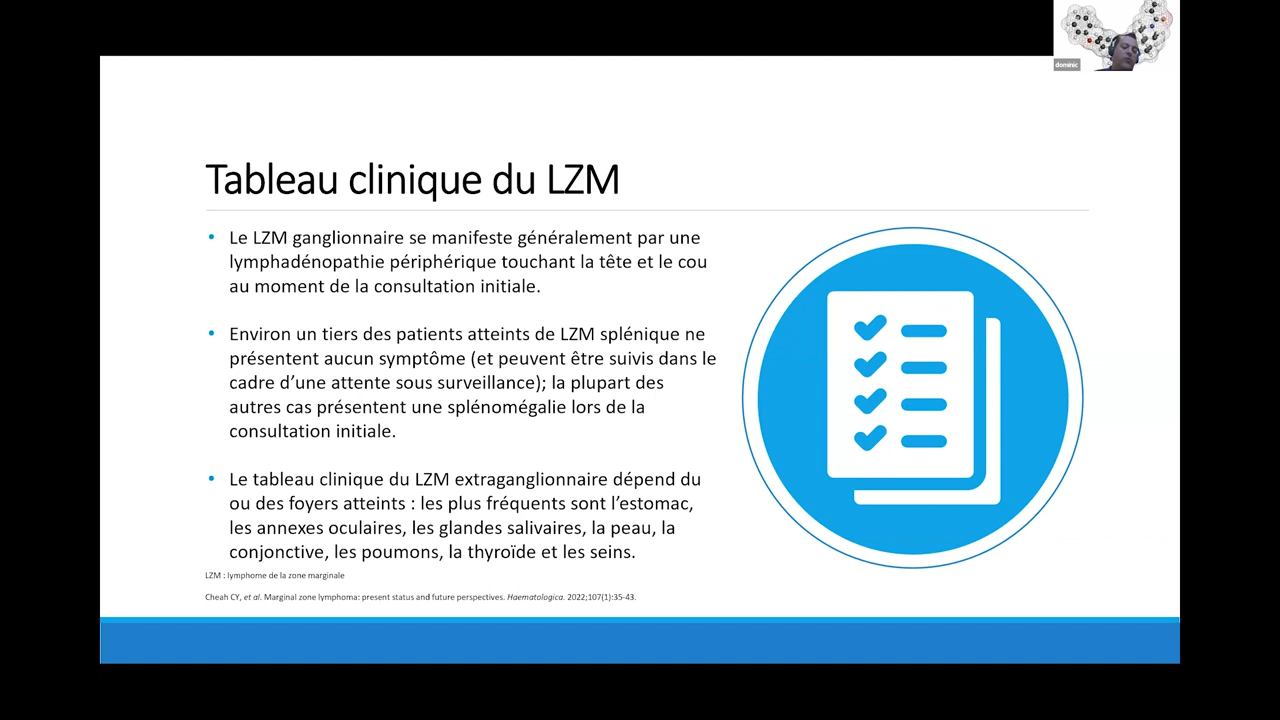 dominic
Tableau clinique du LZM
• Le LZM ganglionnaire se manifeste généralement par une
lymphadénopathie périphérique touchant la tête et le cou
au moment de la consultation initiale.
• Environ un tiers des patients atteints de LZM splénique ne
présentent aucun symptôme (et peuvent être suivis dans le
cadre d’une attente sous surveillance); la plupart des
autres cas présentent une splénomégalie lors de la
consultation initiale.
• Le tableau clinique du LZM extraganglionnaire dépend du
ou des foyers atteints : les plus fréquents sont l’estomac,
les annexes oculaires, les glandes salivaires, la peau, la
conjonctive, les poumons, la thyroïde et les seins.
LZM : lymphome de la zone marginale
Cheah CY, et al. Marginal zone lymphoma: present status and future perspectives. Haematologica. 2022;107(1):35-43.